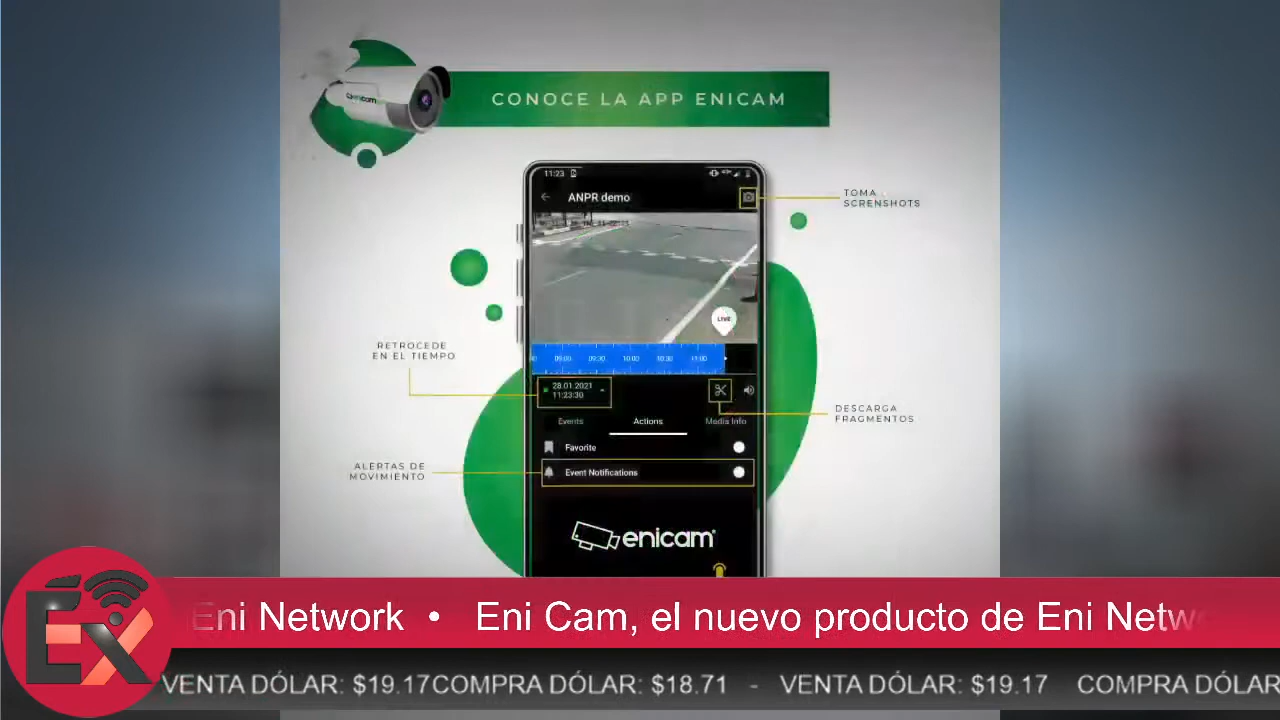 enicam
CONOCE LA APP ENICAM
11:23
ANPR demo
TOMA
SCRENSHOTS
LIVE
RETROCEDE
EN EL TIEMPO
09:00 09:30 10:00 10:30 11:00
28.01.2021
11:23:30
DESCARGA
FRAGMENTOS
Events Actions Media Info
Favorite
ALERTAS DE
MOVIMIENTO
Event Notifications
enicam
EX
Eni Network • Eni Cam, el nuevo producto de Eni Netw
VENTA DÓLAR: $19.17COMPRA DÓLAR: $18.71 - VENTA DÓLAR: $19.17 COMPRA DÓLAR